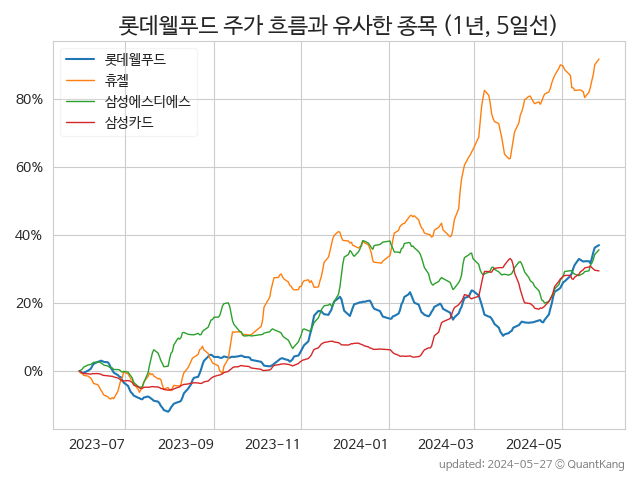 롯데웰푸드 주가 흐름과 유사한 종목 (1년, 5일선)
롯데웰푸드
휴젤
삼성에스디에스
삼성카드
80%
60%
40%
20%
0%
2023-07 2023-09 2023-11 2024-01 2024-03 2024-05
updated: 2024-05-27 © QuantKang